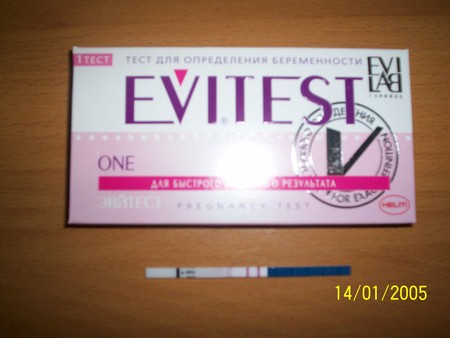 1 ТЕСТ
ТЕСТ ДЛЯ ОПРЕДЕЛЕНИЯ БЕРЕМЕННОСТИ
EVI
LAB
EVITEST
ONE
ДЛЯ БЫСТРОГО РЕЗУЛЬТАТА
FOR EXACT DEFINITION
ЭВИТЕСТ
PREGNANCY TEST
HELM
14/01/2005